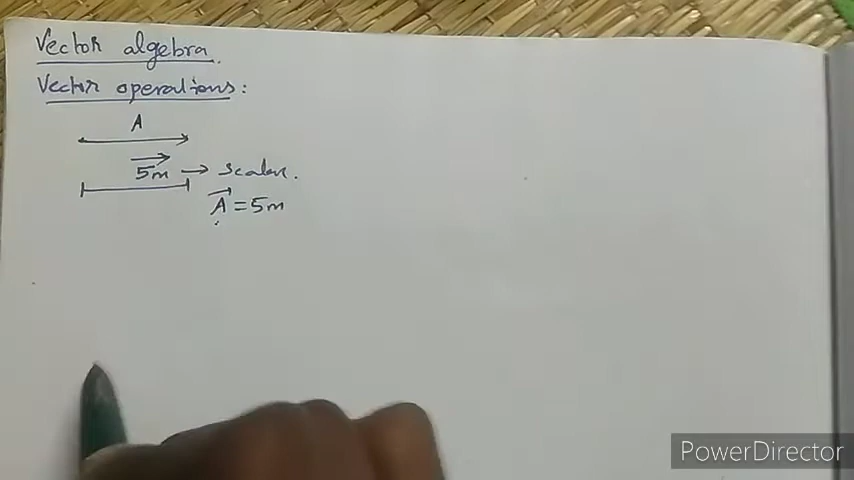 Vector algebra.
Vector operations:
A
5m → scalar.
A = 5m
PowerDirector